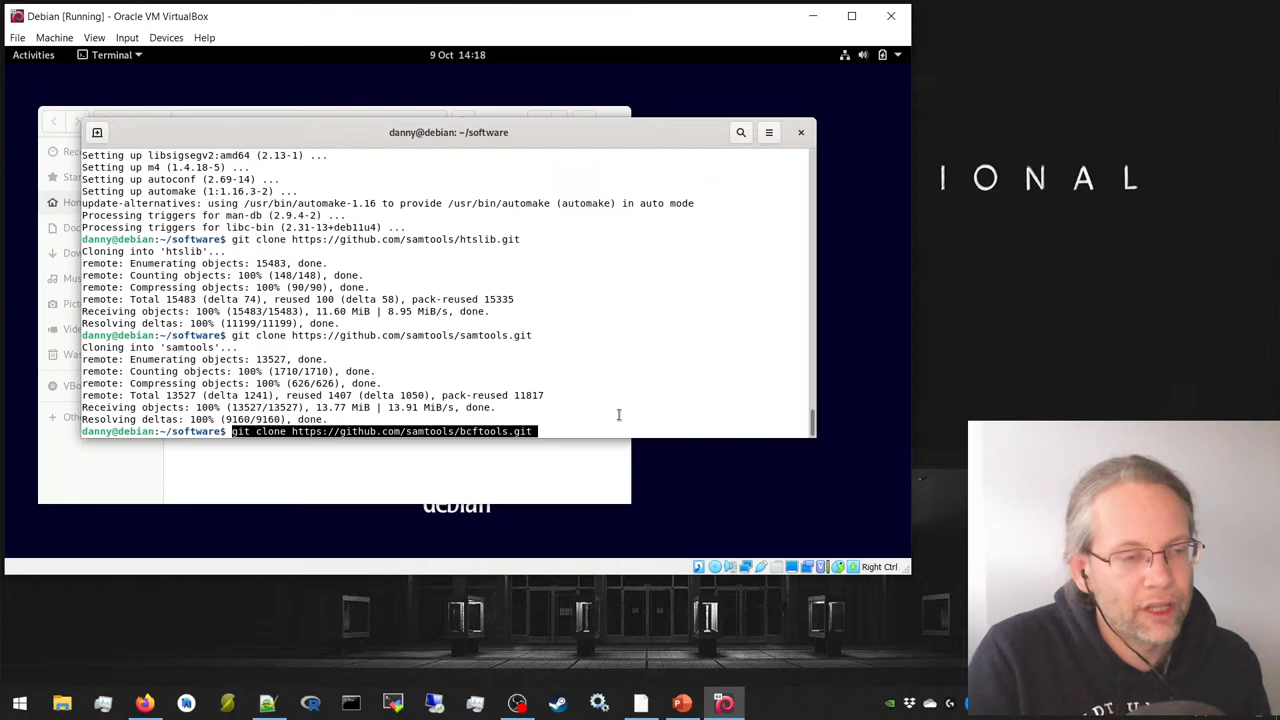 Debian [Running] - Oracle VM VirtualBox
File Machine View Input Devices Help
Activities Terminal 9 Oct 14:18
danny@debian: ~/software
Setting up libsigsegv2:amd64 (2.13-1) ...
Setting up m4 (1.4.18-5) ...
Setting up autoconf (2.69-14) ...
Setting up automake (1:1.16.3-2) ...
update-alternatives: using /usr/bin/automake-1.16 to provide /usr/bin/automake (automake) in auto mode
Processing triggers for man-db (2.9.4-2) ...
Processing triggers for libc-bin (2.31-13+deb11u4) ...
danny@debian:~/software$ git clone https://github.com/samtools/htslib.git
Cloning into 'htslib'...
remote: Enumerating objects: 15483, done.
remote: Counting objects: 100% (148/148), done.
remote: Compressing objects: 100% (90/90), done.
remote: Total 15483 (delta 74), reused 100 (delta 58), pack-reused 15335
Receiving objects: 100% (15483/15483), 11.60 MiB | 8.95 MiB/s, done.
Resolving deltas: 100% (11199/11199), done.
danny@debian:~/software$ git clone https://github.com/samtools/samtools.git
Cloning into 'samtools'...
remote: Enumerating objects: 13527, done.
remote: Counting objects: 100% (1710/1710), done.
remote: Compressing objects: 100% (626/626), done.
remote: Total 13527 (delta 1241), reused 1407 (delta 1050), pack-reused 11817
Receiving objects: 100% (13527/13527), 13.77 MiB | 13.91 MiB/s, done.
Resolving deltas: 100% (9160/9160), done.
danny@debian:~/software$ git clone https://github.com/samtools/bcftools.git
Rec
Star
Hom
Doc
Dow
Mus
Pict
Vide
Was
VBo
Oth
debian
Right Ctrl
I O N A L